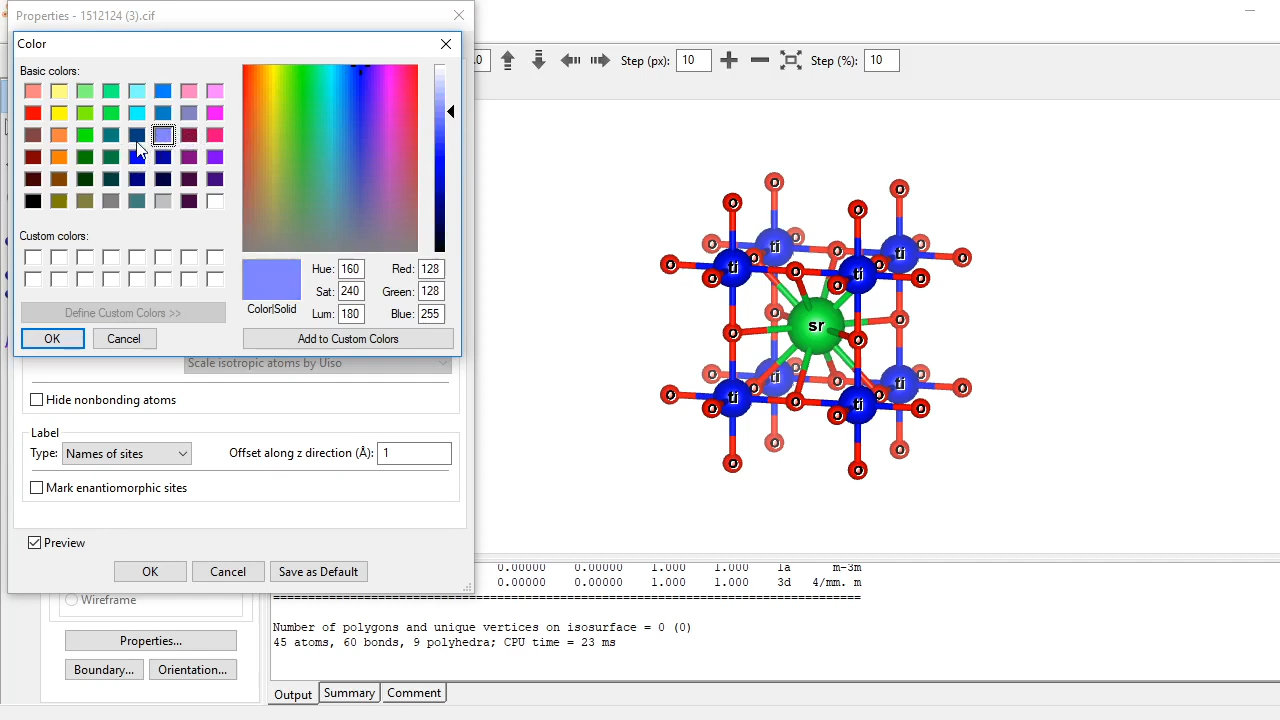 Properties - 1512124 (3).cif
Color
Basic colors:
Custom colors:
Define Custom Colors >>
OK
Cancel
Color|Solid
Hue: 160
Sat: 240
Lum: 180
Red: 128
Green: 128
Blue: 255
Add to Custom Colors
Step (px): 10
Step (%): 10
Scale isotropic atoms by Uiso
Hide nonbonding atoms
Label
Type: Names of sites
Offset along z direction (Å): 1
Mark enantiomorphic sites
Preview
OK
Cancel
Save as Default
Wireframe
Properties...
Boundary...
Orientation...
o
o
o
o
o
ti
ti
o
o
o
o
o
ti
ti
o
o
o
o
o
sr
o
o
o
o
o
o
ti
ti
o
o
o
o
o
ti
ti
o
o
o
o
o
o
o
0.00000 0.00000 1.000 1.000 1a m-3m
0.00000 0.00000 1.000 1.000 3d 4/mm. m
Number of polygons and unique vertices on isosurface = 0 (0)
45 atoms, 60 bonds, 9 polyhedra; CPU time = 23 ms
Output
Summary
Comment